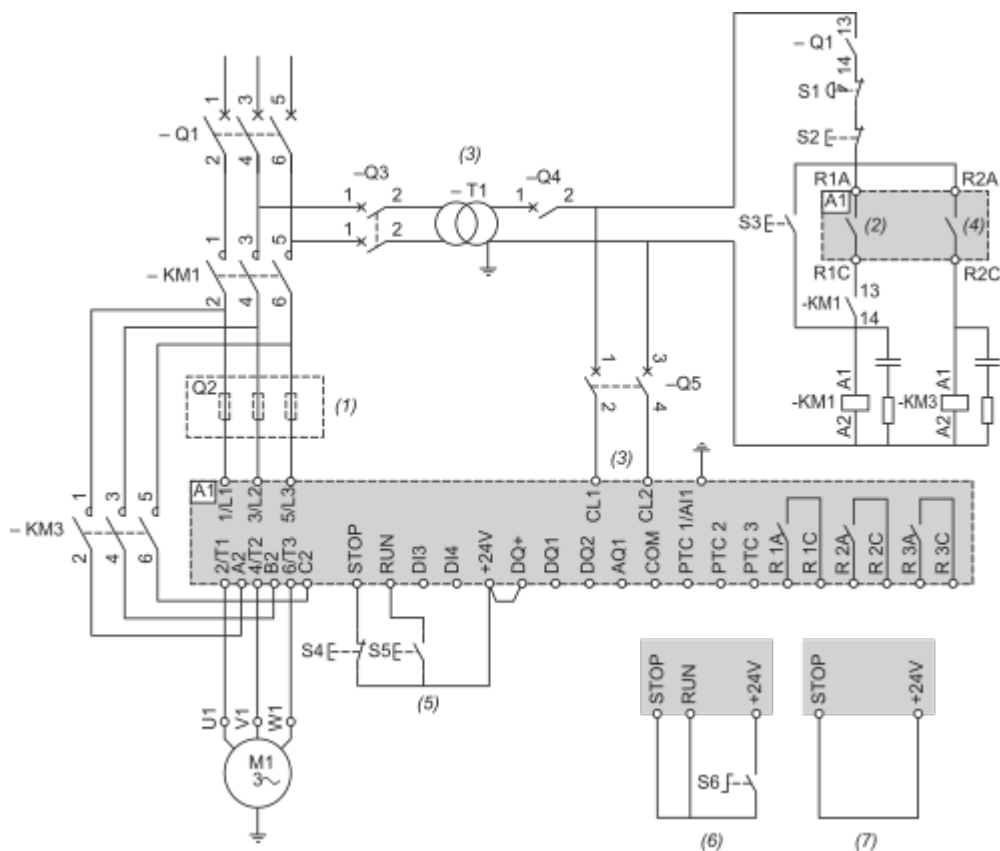 13
– Q1
14
S1
S2
1 3 5
– Q1
2 4 6
(3)
–Q3
– T1
–Q4
1 2
1 2
1 2
R1A R2A
A1
S3
(2) (4)
R1C R2C
1 3 5
– KM1
2 4 6
-KM1
13
14
1 3
–Q5
2 4
Q2
(1)
A1 A1
-KM1 -KM3
A2 A2
(3)
A1
1/L1 3/L2 5/L3 CL1 CL2 PTC 1/AI1
1 3 5
– KM3
2 4 6
2/T1 A2 4/T2 B2 6/T3 C2 STOP RUN DI3 DI4 +24V DQ+ DQ1 DQ2 AQ1 COM PTC 2 PTC 3 R 1A R 1C R 2A R 2C R 3A R 3C
S4 S5
(5)
STOP RUN +24V
STOP +24V
U1 V1 W1
M1
3
S6
(6) (7)